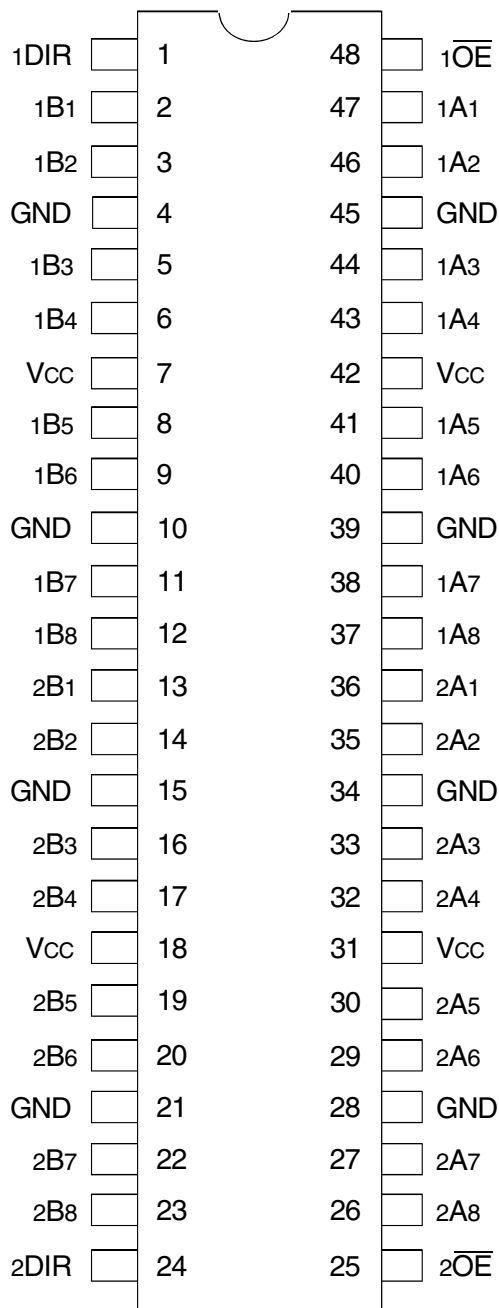 1DIR 1 48 1OE
1B1 2 47 1A1
1B2 3 46 1A2
GND 4 45 GND
1B3 5 44 1A3
1B4 6 43 1A4
VCC 7 42 VCC
1B5 8 41 1A5
1B6 9 40 1A6
GND 10 39 GND
1B7 11 38 1A7
1B8 12 37 1A8
2B1 13 36 2A1
2B2 14 35 2A2
GND 15 34 GND
2B3 16 33 2A3
2B4 17 32 2A4
VCC 18 31 VCC
2B5 19 30 2A5
2B6 20 29 2A6
GND 21 28 GND
2B7 22 27 2A7
2B8 23 26 2A8
2DIR 24 25 2OE